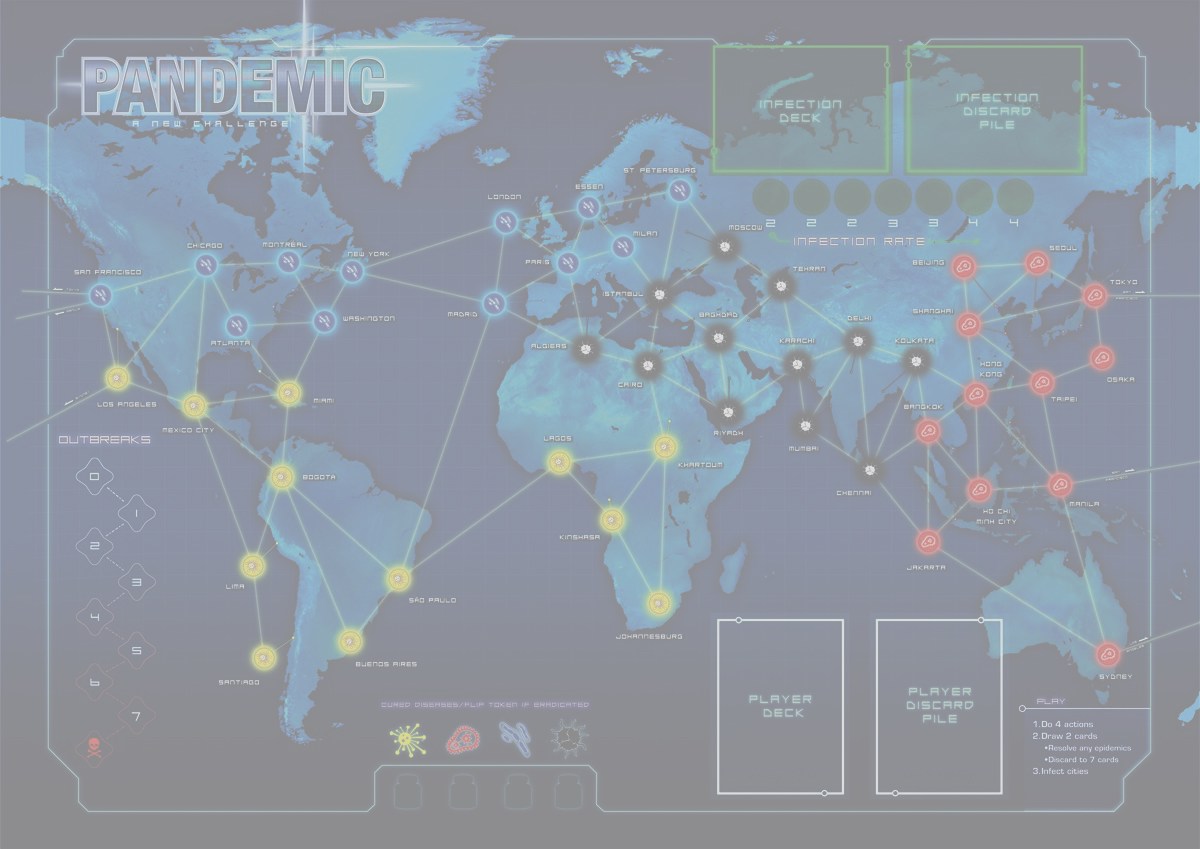 PANDEMIC
A NEW CHALLENGE
INFECTION
DECK
INFECTION
DISCARD
PILE
2 2 2 3 3 4 4
INFECTION RATE
SAN FRANCISCO
CHICAGO
MONTRÉAL
NEW YORK
ATLANTA
WASHINGTON
LONDON
ESSEN
ST. PETERSBURG
MADRID
PARIS
MILAN
LOS ANGELES
MEXICO CITY
MIAMI
BOGOTÁ
LIMA
SANTIAGO
BUENOS AIRES
SÃO PAULO
LAGOS
KHARTOUM
KINSHASA
JOHANNESBURG
MOSCOW
ISTANBUL
TEHRAN
ALGIERS
CAIRO
BAGHDAD
RIYADH
KARACHI
DELHI
KOLKATA
MUMBAI
CHENNAI
BEIJING
SEOUL
TOKYO
SHANGHAI
OSAKA
HONG
KONG
TAIPEI
BANGKOK
HO CHI
MINH CITY
MANILA
JAKARTA
SYDNEY
OUTBREAKS
0
1
2
3
4
5
6
7
CURED DISEASES/FLIP TOKEN IF ERADICATED
PLAYER
DECK
PLAYER
DISCARD
PILE
PLAY
1.Do 4 actions
2.Draw 2 cards
•Resolve any epidemics
•Discard to 7 cards
3.Infect cities